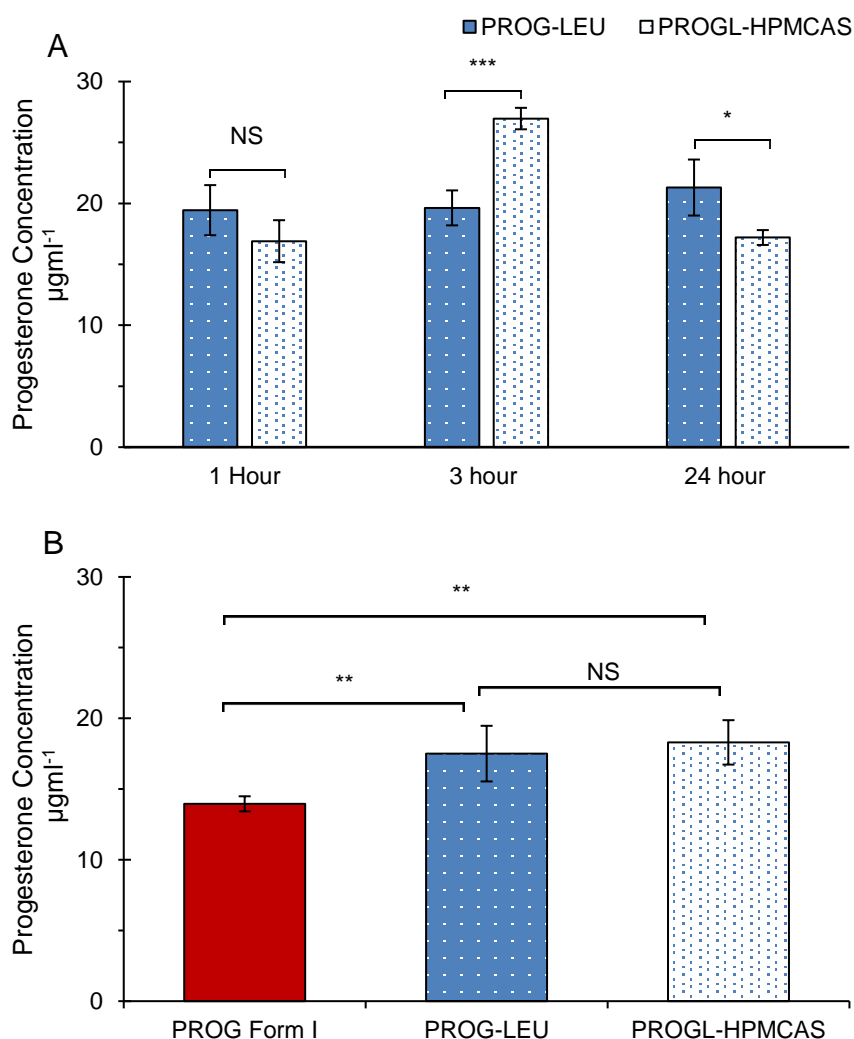 PROG-LEU PROGL-HPMCAS
A
Progesterone Concentration
µgml⁻¹
30
20
10
0
NS
***
*
1 Hour 3 hour 24 hour
B
Progesterone Concentration
µgml⁻¹
30
20
10
0
**
**
NS
PROG Form I PROG-LEU PROGL-HPMCAS